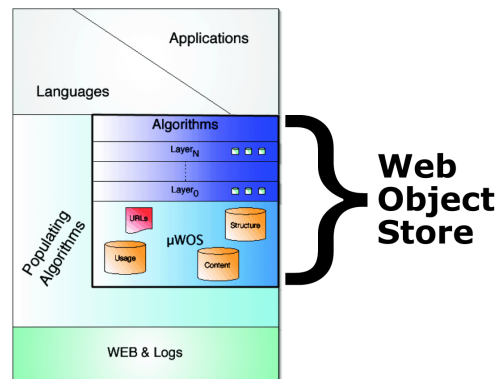 Applications
Languages
Algorithms
Layer_N
Layer_0
URLs
Structure
µWOS
Usage
Content
Populating
Algorithms
WEB & Logs
Web
Object
Store